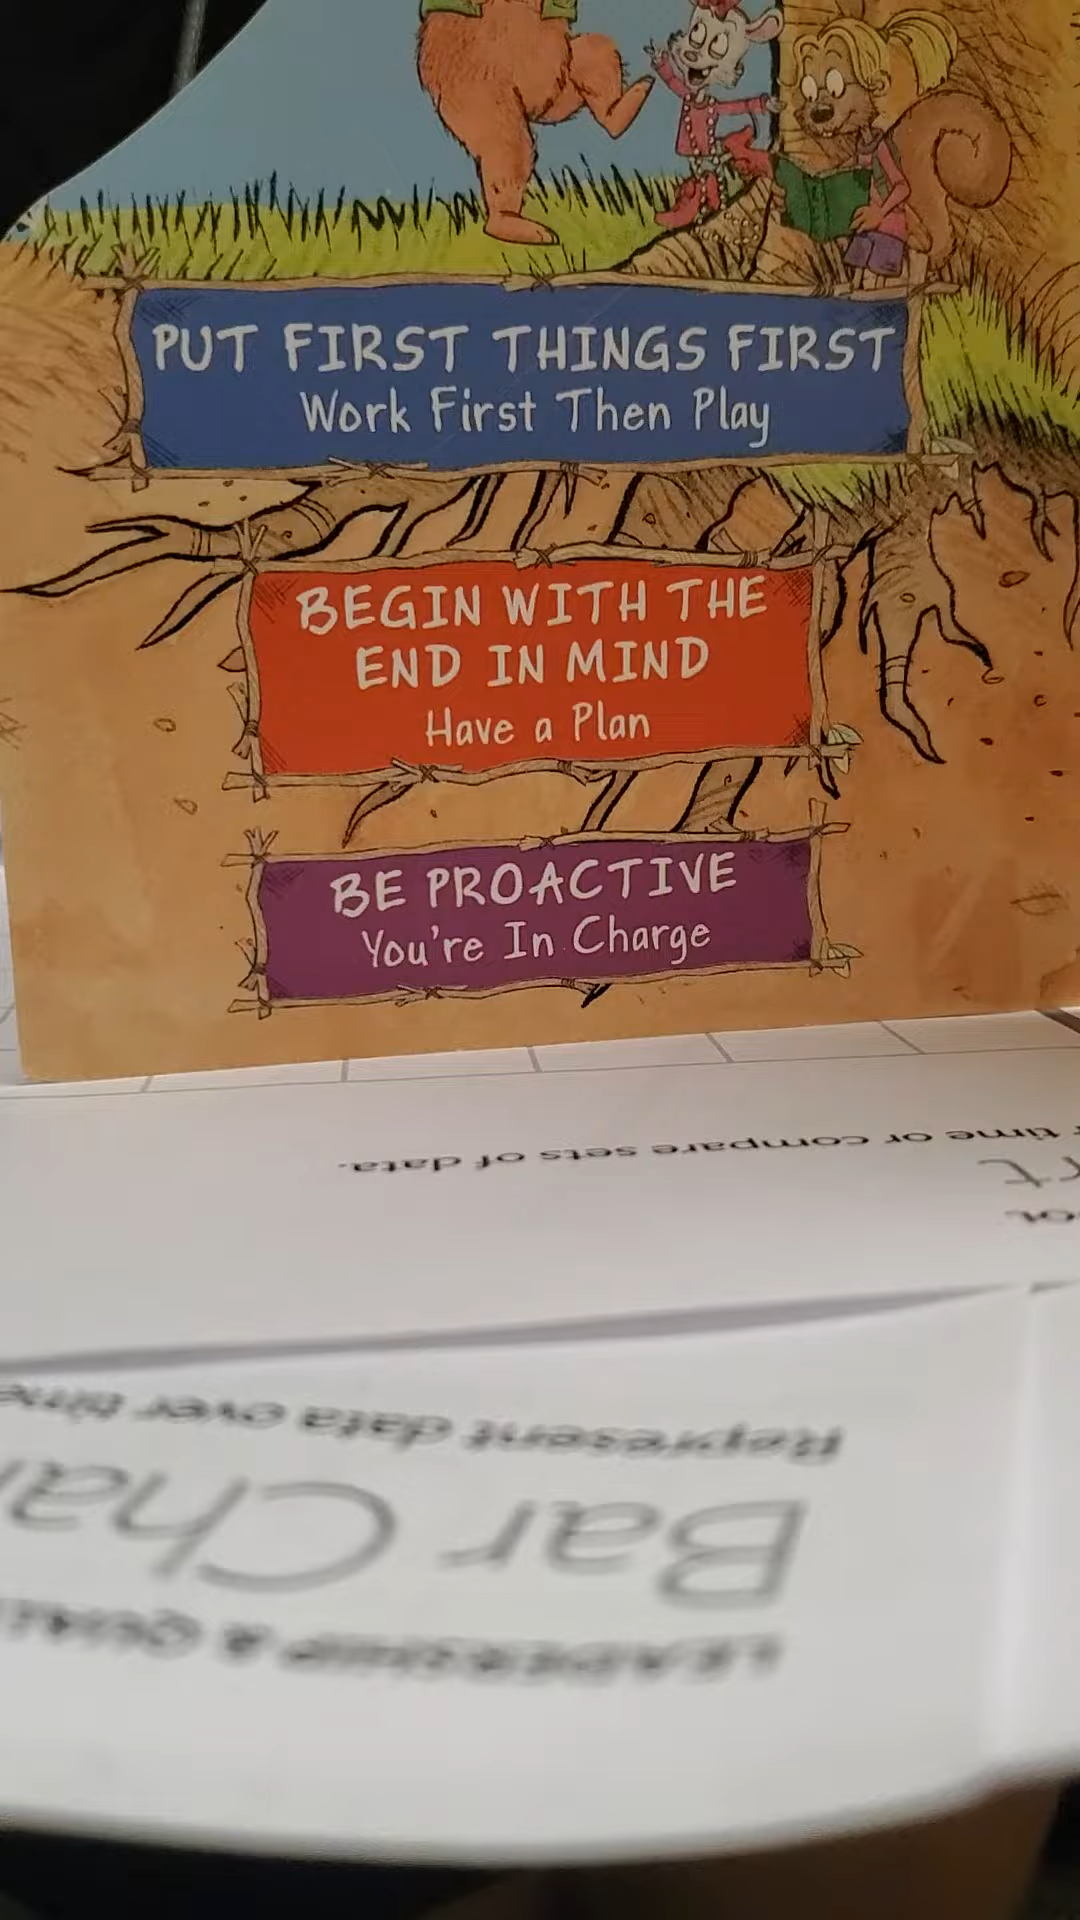 PUT FIRST THINGS FIRST
Work First Then Play
BEGIN WITH THE
END IN MIND
Have a Plan
BE PROACTIVE
You're In Charge
time or compare sets of data.
Represent data over time
Bar
LEADERSHIP &